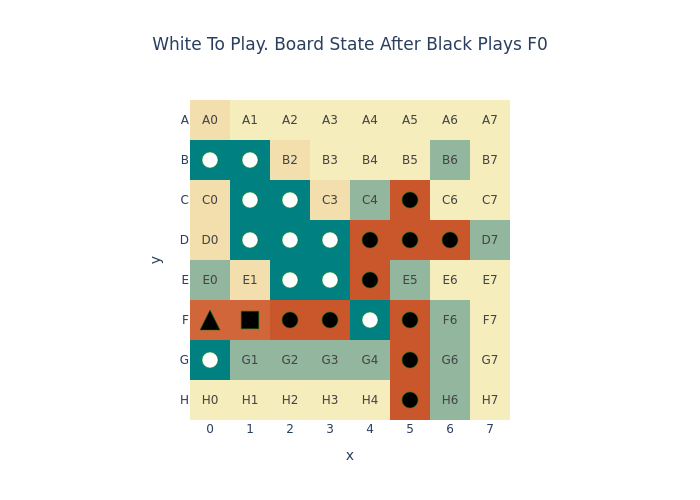 White To Play. Board State After Black Plays F0
A A0 A1 A2 A3 A4 A5 A6 A7
B B2 B3 B4 B5 B6 B7
C C0 C3 C4 C6 C7
D D0 D7
y
E E0 E1 E5 E6 E7
F F6 F7
G G1 G2 G3 G4 G6 G7
H H0 H1 H2 H3 H4 H6 H7
0 1 2 3 4 5 6 7
x